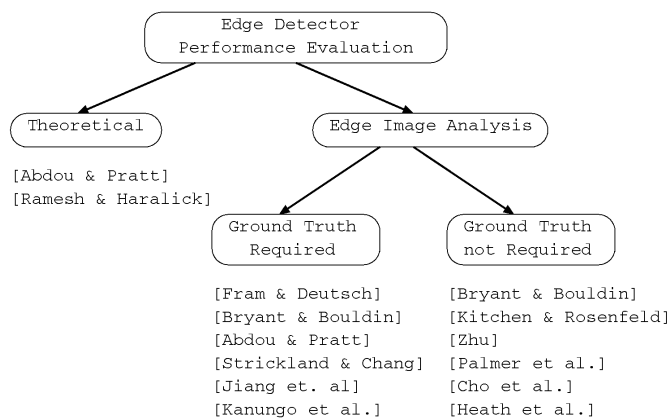 Edge Detector
Performance Evaluation
Theoretical
Edge Image Analysis
[Abdou & Pratt]
[Ramesh & Haralick]
Ground Truth
Required
Ground Truth
not Required
[Fram & Deutsch]
[Bryant & Bouldin]
[Abdou & Pratt]
[Strickland & Chang]
[Jiang et. al]
[Kanungo et al.]
[Bryant & Bouldin]
[Kitchen & Rosenfeld]
[Zhu]
[Palmer et al.]
[Cho et al.]
[Heath et al.]